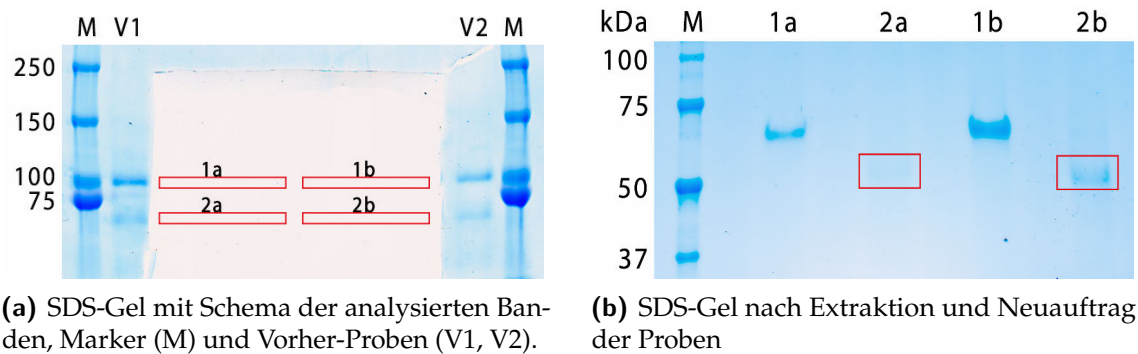 M V1 V2 M
250
150
100
75
1a 1b
2a 2b
(a) SDS-Gel mit Schema der analysierten Ban-
den, Marker (M) und Vorher-Proben (V1, V2).
kDa M 1a 2a 1b 2b
100
75
50
37
(b) SDS-Gel nach Extraktion und Neuauftrag
der Proben